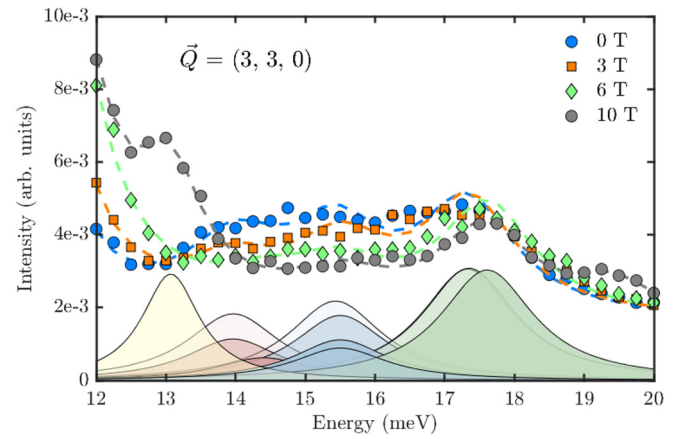 10e-3
8e-3
6e-3
4e-3
2e-3
0
Intensity (arb. units)
Q⃗ = (3, 3, 0)
0 T
3 T
6 T
10 T
12 13 14 15 16 17 18 19 20
Energy (meV)